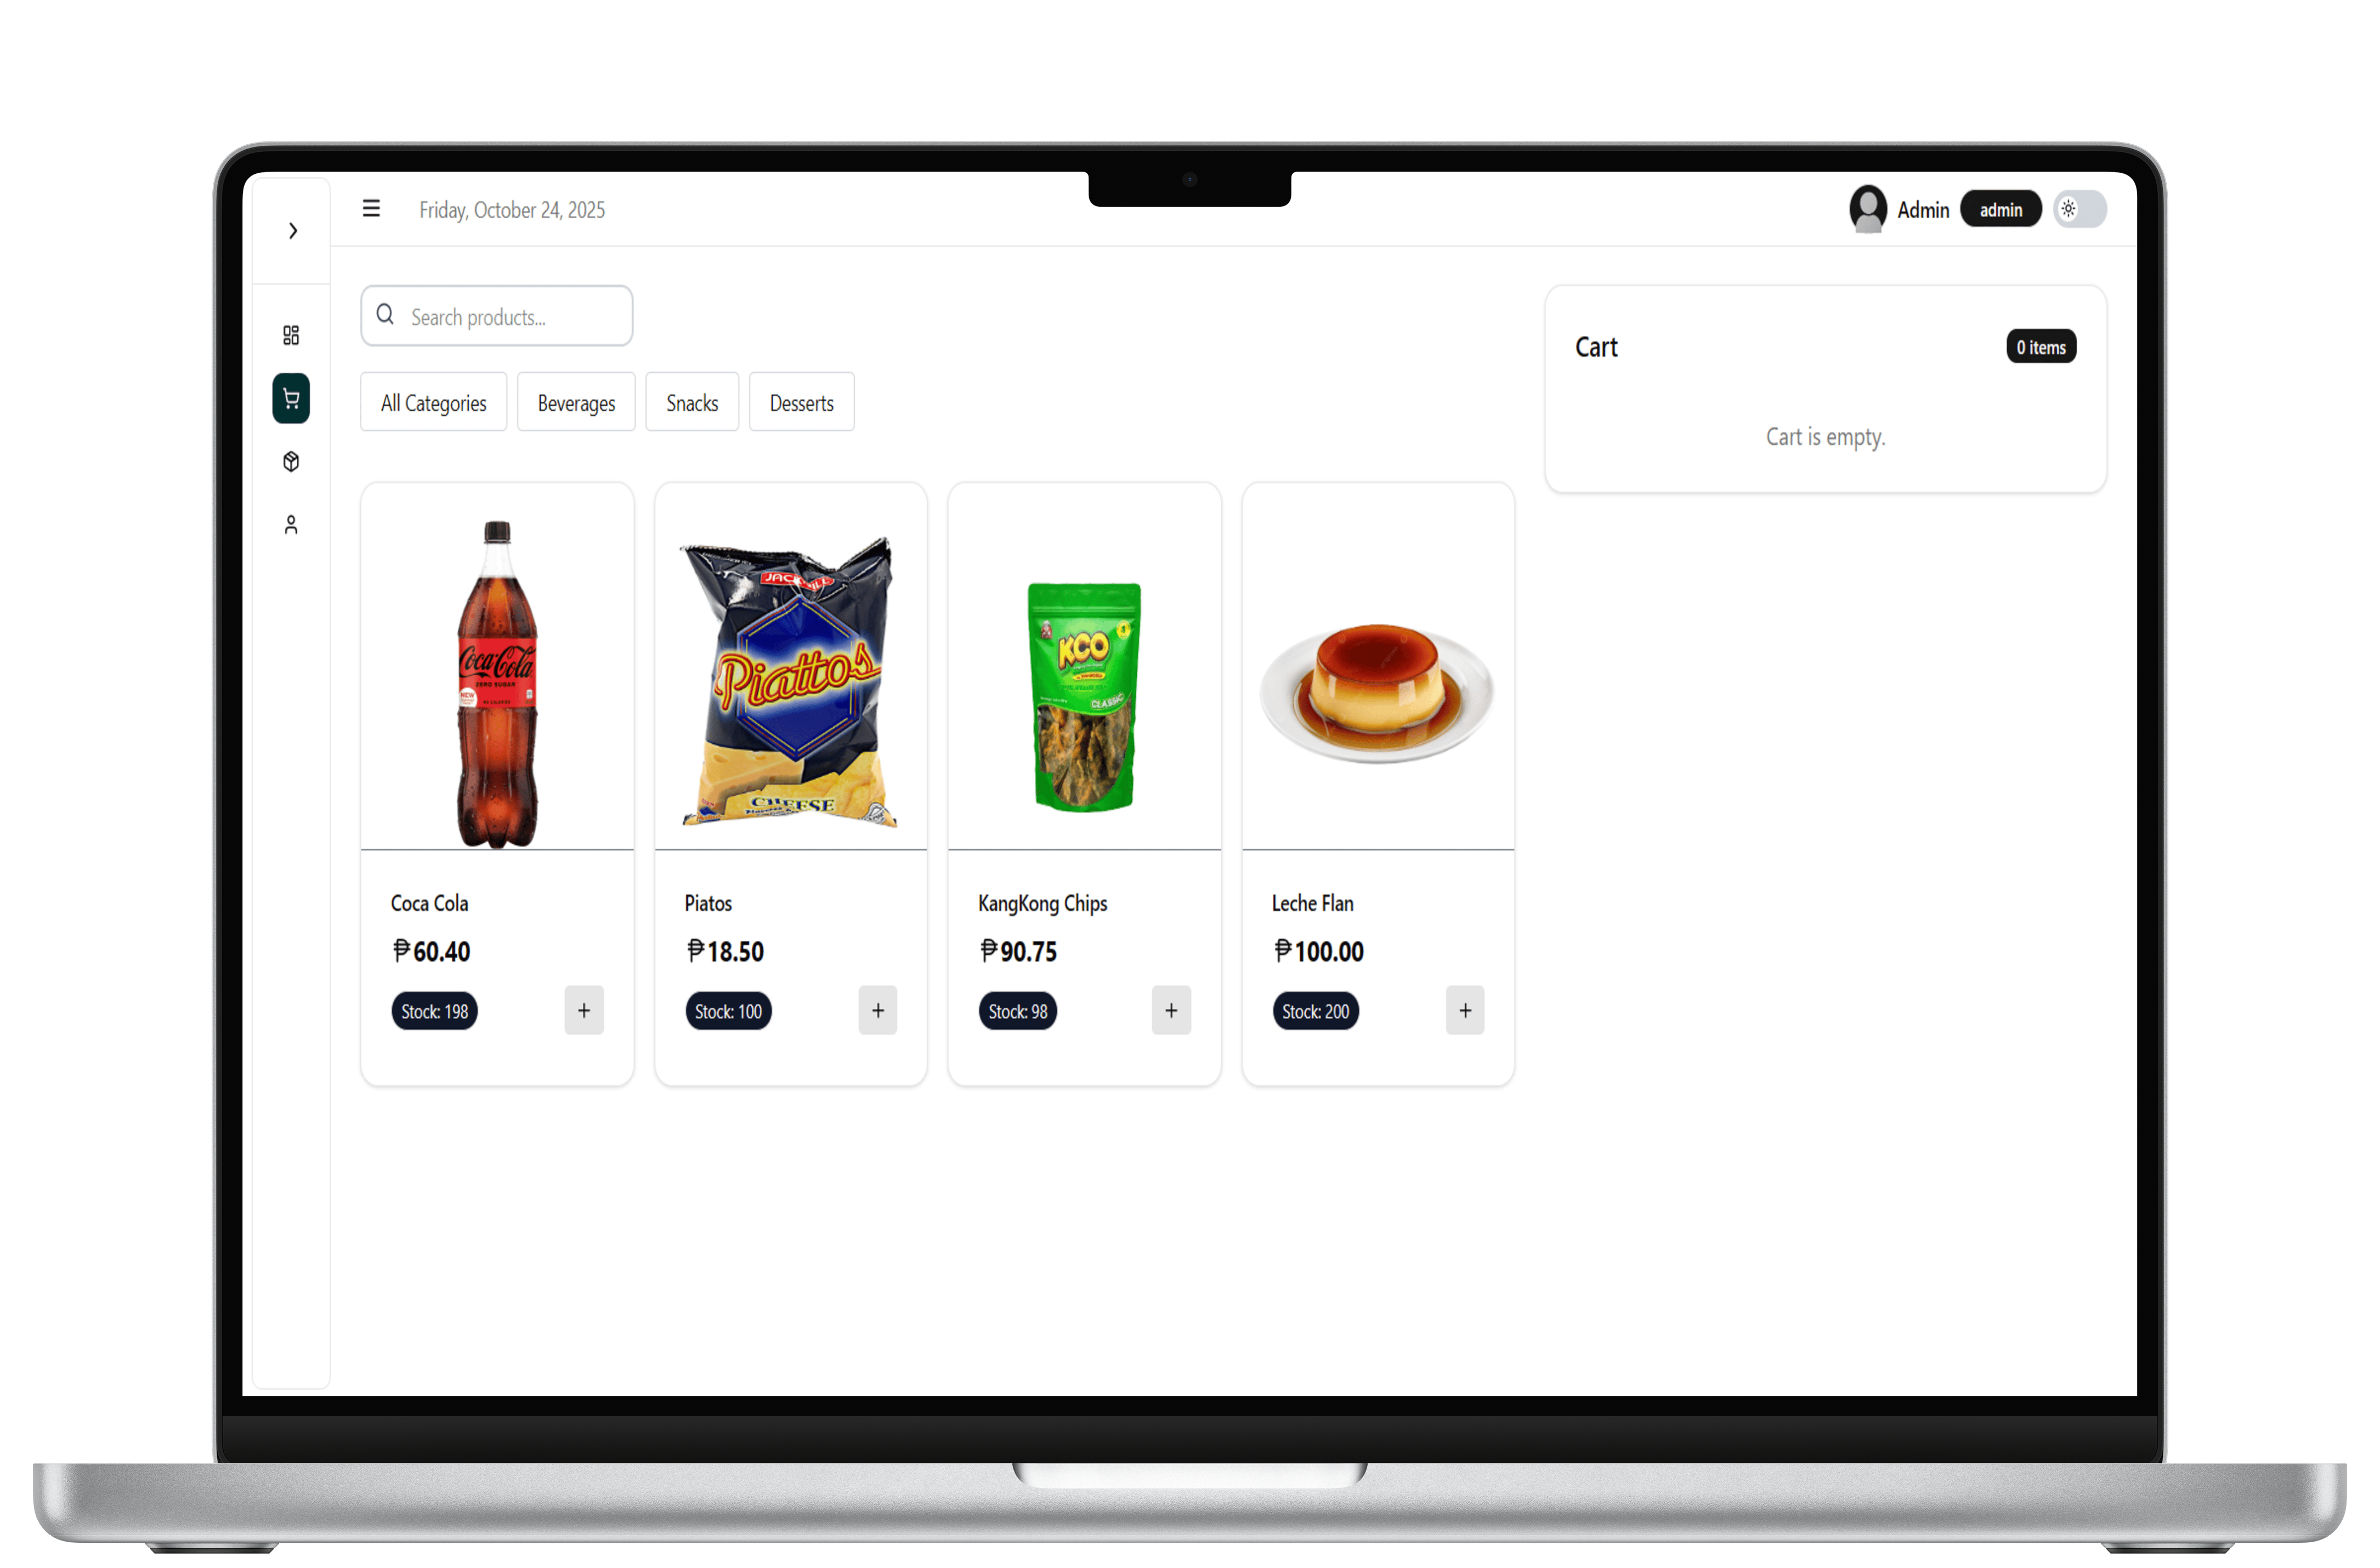 Friday, October 24, 2025
Admin
admin
Search products...
All Categories
Beverages
Snacks
Desserts
Cart
0 items
Cart is empty.
Coca-Cola
ZERO SUGAR
NEW
Piattos
CHEESE
KCO
CLASSIC
Coca Cola
₱60.40
Stock: 198
+
Piatos
₱18.50
Stock: 100
+
KangKong Chips
₱90.75
Stock: 98
+
Leche Flan
₱100.00
Stock: 200
+